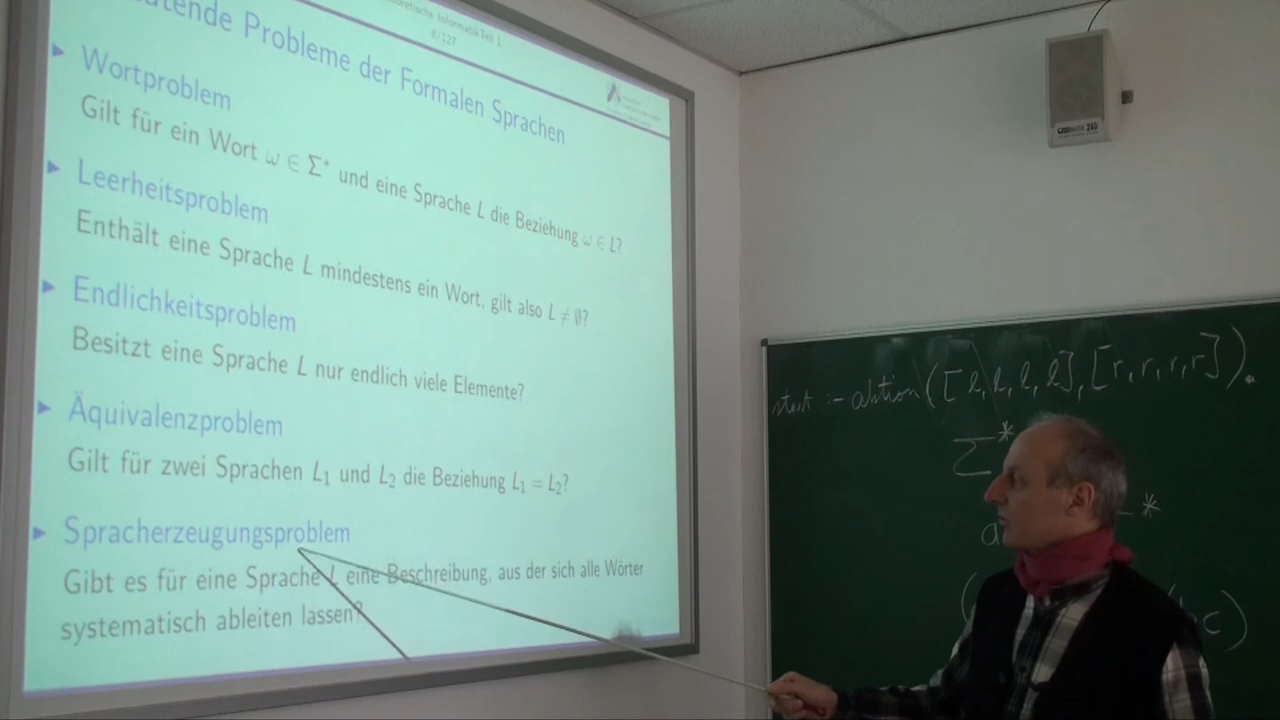 Probleme der Formalen Sprachen
8/127
Wortproblem
Gilt für ein Wort ω ∈ Σ* und eine Sprache L die Beziehung ω ∈ L?
Leerheitsproblem
Enthält eine Sprache L mindestens ein Wort, gilt also L ≠ ∅?
Endlichkeitsproblem
Besitzt eine Sprache L nur endlich viele Elemente?
Äquivalenzproblem
Gilt für zwei Sprachen L₁ und L₂ die Beziehung L₁ = L₂?
Spracherzeugungsproblem
Gibt es für eine Sprache L eine Beschreibung, aus der sich alle Wörter
systematisch ableiten lassen?
:- aktion([l,l,l,l],[r,r,r,r]).
Σ*